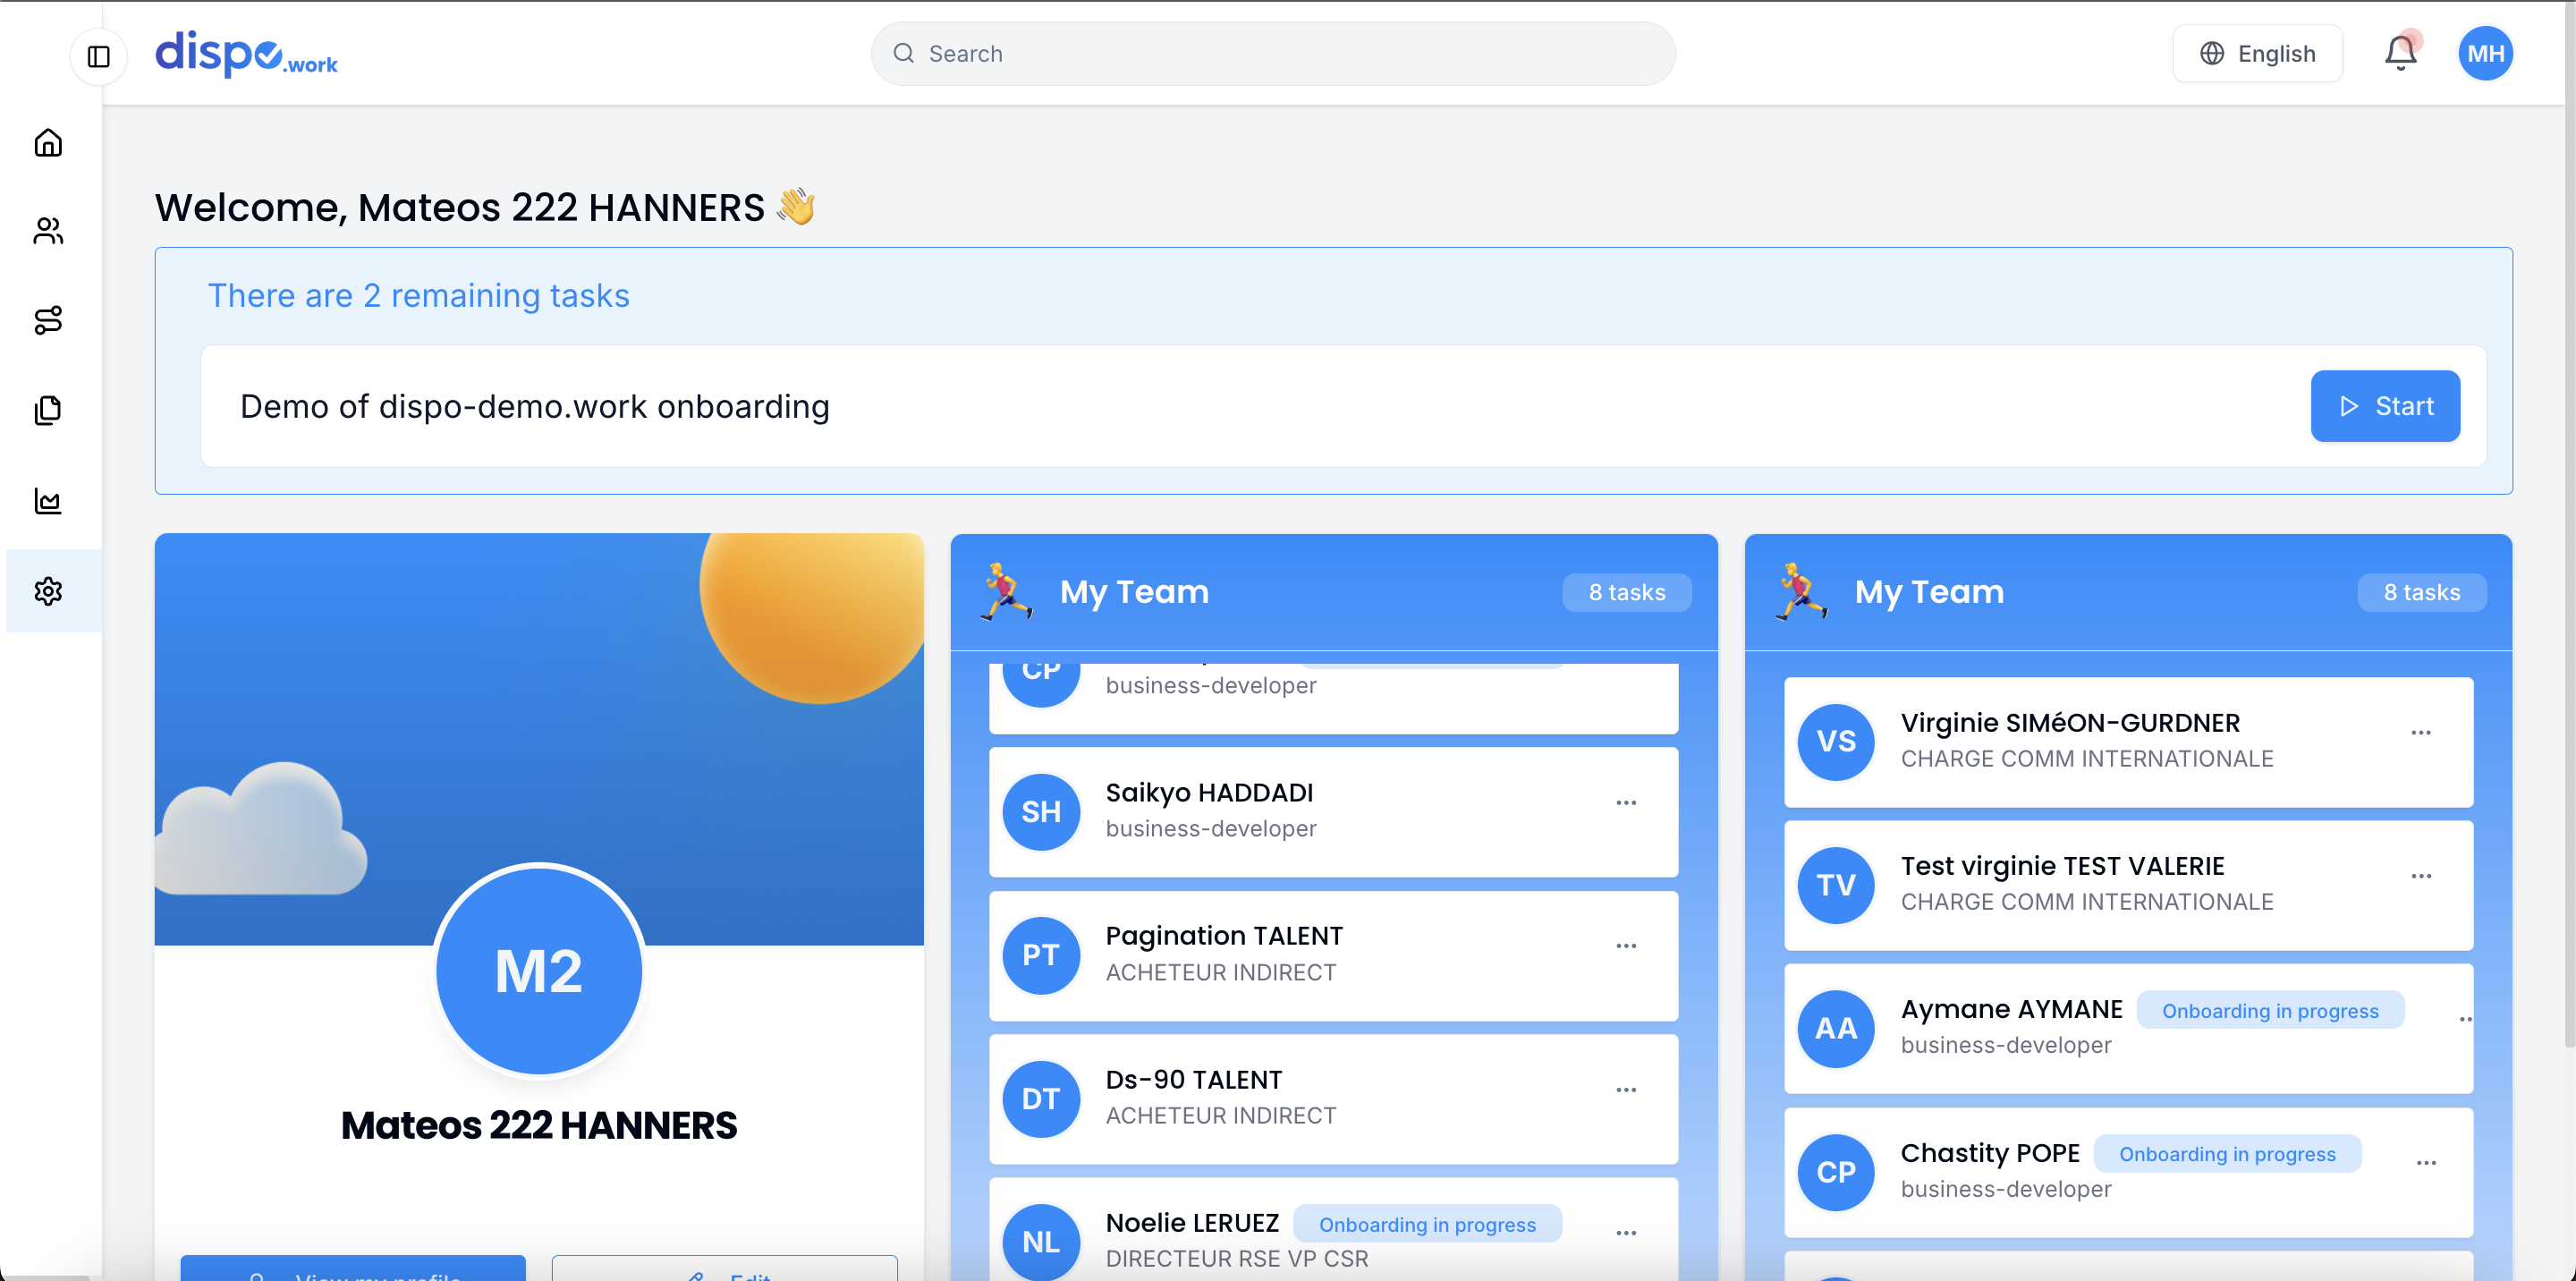 dispo.work
Search
English
MH
Welcome, Mateos 222 HANNERS 👋
There are 2 remaining tasks
Demo of dispo-demo.work onboarding
Start
M2
Mateos 222 HANNERS
View my profile
Edit
My Team
8 tasks
CP
business-developer
SH
Saikyo HADDADI
business-developer
PT
Pagination TALENT
ACHETEUR INDIRECT
DT
Ds-90 TALENT
ACHETEUR INDIRECT
NL
Noelie LERUEZ
Onboarding in progress
DIRECTEUR RSE VP CSR
My Team
8 tasks
VS
Virginie SIMéON-GURDNER
CHARGE COMM INTERNATIONALE
TV
Test virginie TEST VALERIE
CHARGE COMM INTERNATIONALE
AA
Aymane AYMANE
Onboarding in progress
business-developer
CP
Chastity POPE
Onboarding in progress
business-developer